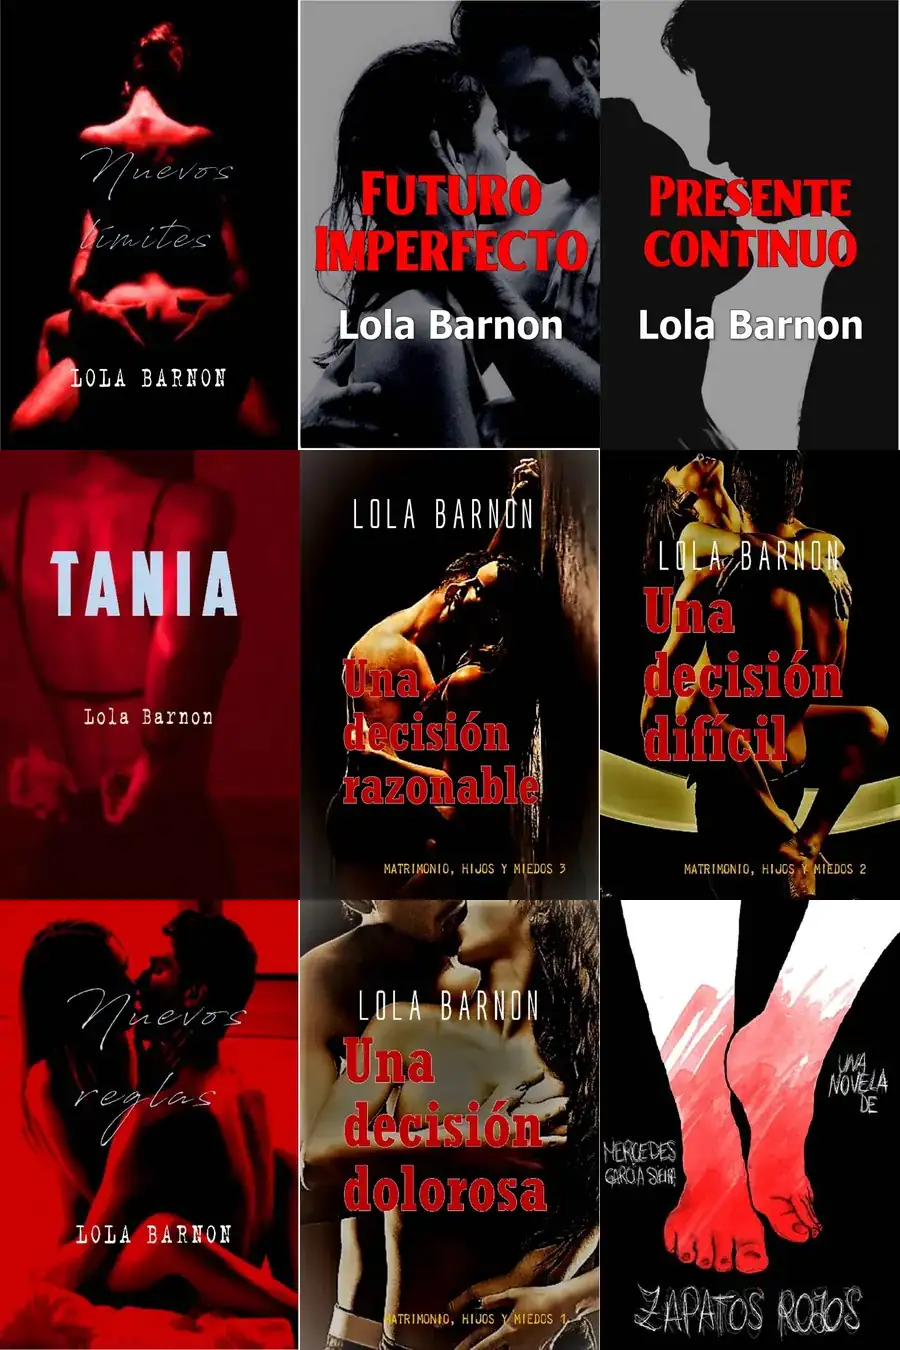 Nuevos
límites
LOLA BARNON
FUTURO
IMPERFECTO
Lola Barnon
PRESENTE
CONTINUO
Lola Barnon
TANIA
Lola Barnon
LOLA BARNON
Una
decisión
razonable
MATRIMONIO, HIJOS Y MIEDOS 3
LOLA BARNON
Una
decisión
difícil
MATRIMONIO, HIJOS Y MIEDOS 2
Nuevos
reglas
LOLA BARNON
LOLA BARNON
Una
decisión
dolorosa
MATRIMONIO, HIJOS Y MIEDOS 1
UNA
NOVELA
DE
MERCEDES
GARCIA SIERRA
ZAPATOS ROJOS